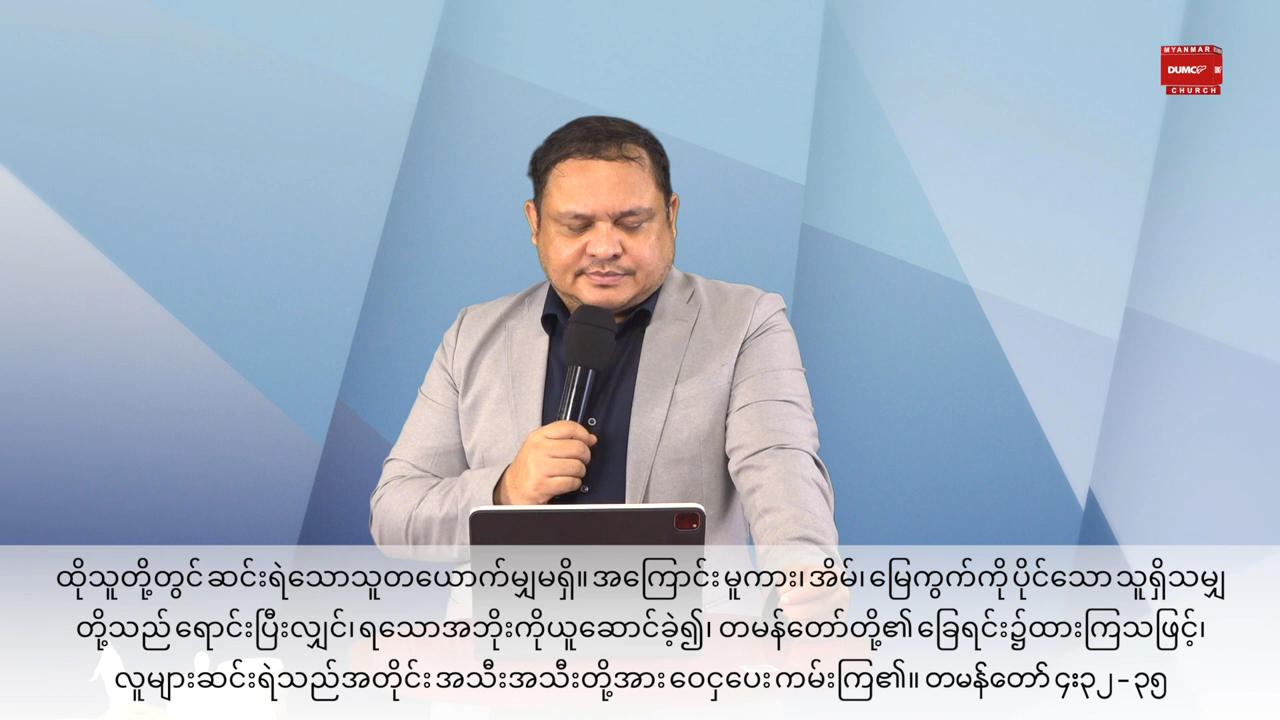 MYANMAR
DUMC
CHURCH
ထိုသူတို့တွင် ဆင်းရဲသောသူတယောက်မျှမရှိ။ အကြောင်း မူကား၊ အိမ်၊ မြေကွက်ကို ပိုင်သော သူရှိသမျှ
တို့သည် ရောင်းပြီးလျှင်၊ ရသောအဘိုးကိုယူဆောင်ခဲ့၍၊ တမန်တော်တို့၏ ခြေရင်း၌ထားကြသဖြင့်၊
လူများဆင်းရဲသည်အတိုင်း အသီးအသီးတို့အား ဝေငှပေး ကမ်းကြ၏။ တမန်တော် ၄း၃၂ – ၃၅